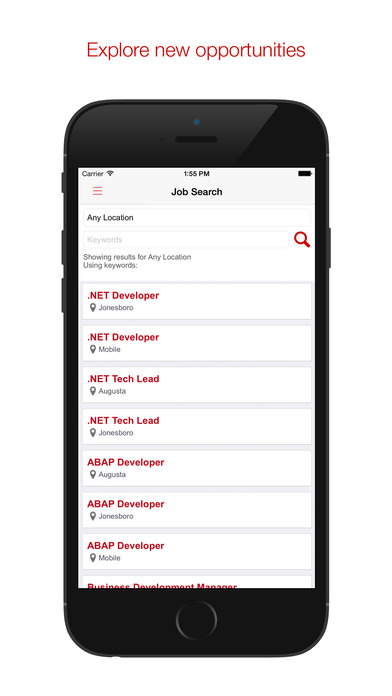 Explore new opportunities
Carrier 1:55 PM
Job Search
Any Location
Keywords
Showing results for Any Location
Using keywords:
.NET Developer
Jonesboro
.NET Developer
Mobile
.NET Tech Lead
Augusta
.NET Tech Lead
Jonesboro
ABAP Developer
Augusta
ABAP Developer
Jonesboro
ABAP Developer
Mobile
Business Development Manager